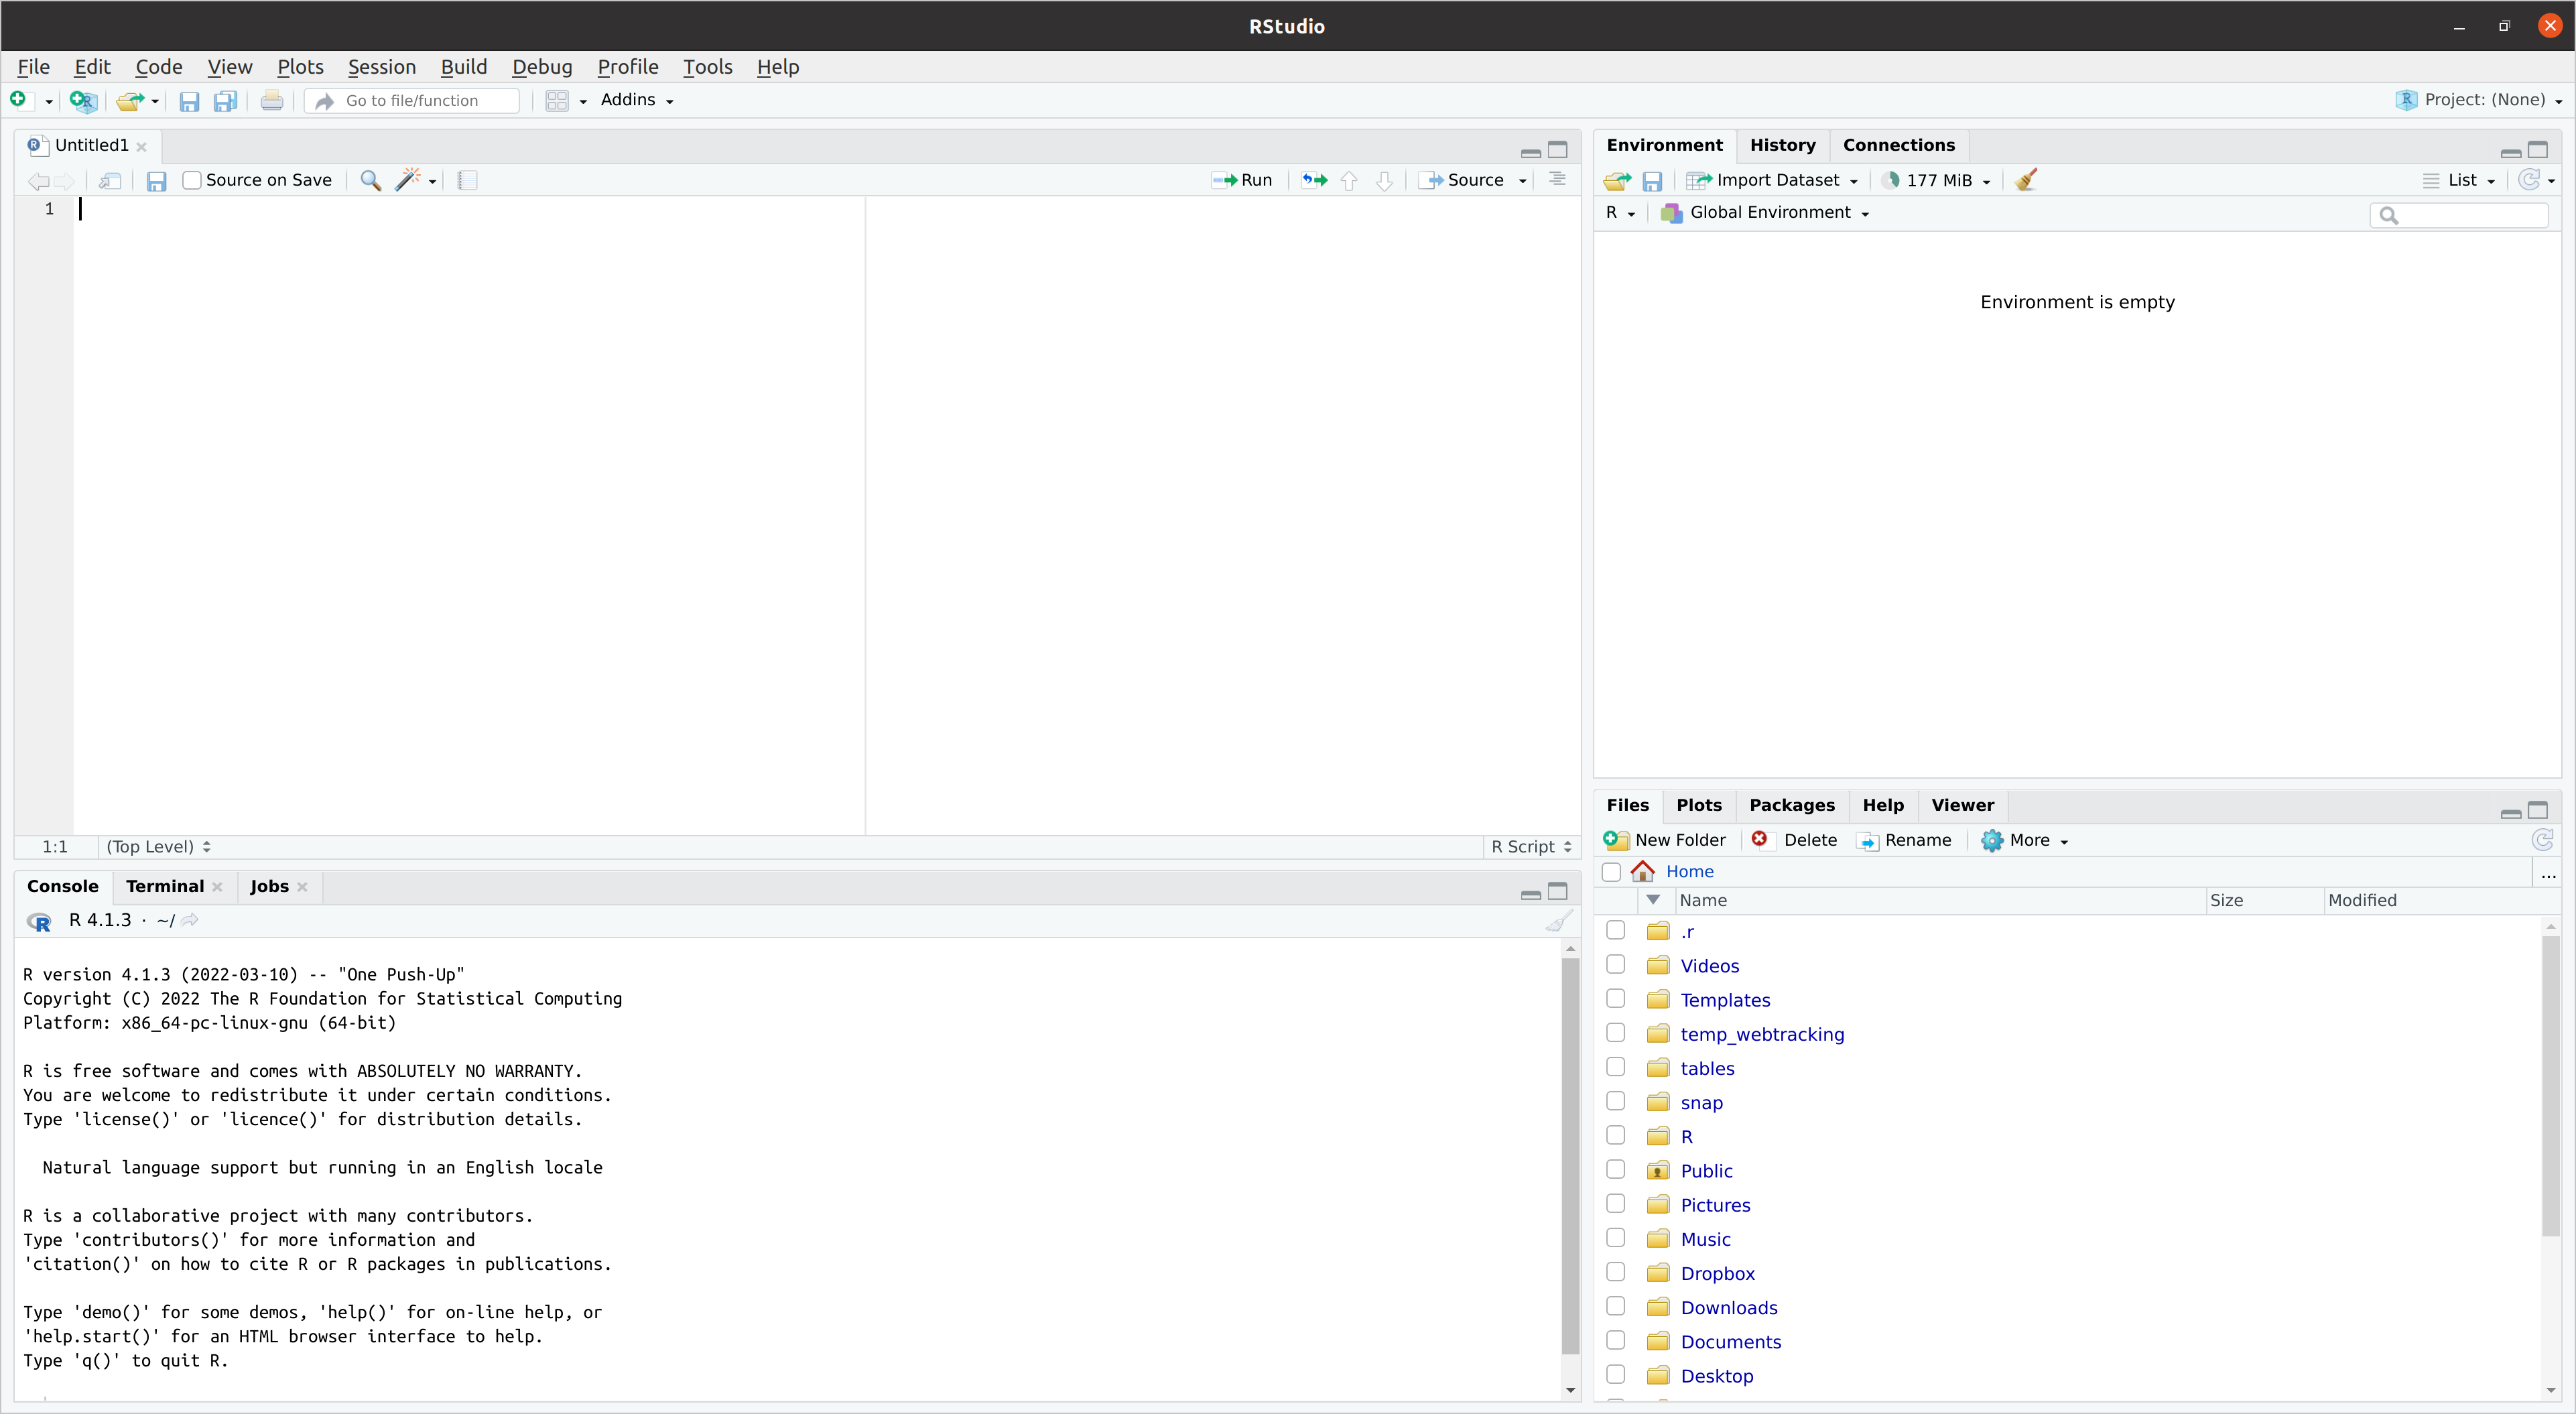 RStudio
File Edit Code View Plots Session Build Debug Profile Tools Help
Go to file/function Addins Project: (None)
Untitled1
Source on Save Run Source
1
1:1 (Top Level) R Script
Console Terminal Jobs
R 4.1.3 · ~/
R version 4.1.3 (2022-03-10) -- "One Push-Up"
Copyright (C) 2022 The R Foundation for Statistical Computing
Platform: x86_64-pc-linux-gnu (64-bit)
R is free software and comes with ABSOLUTELY NO WARRANTY.
You are welcome to redistribute it under certain conditions.
Type 'license()' or 'licence()' for distribution details.
Natural language support but running in an English locale
R is a collaborative project with many contributors.
Type 'contributors()' for more information and
'citation()' on how to cite R or R packages in publications.
Type 'demo()' for some demos, 'help()' for on-line help, or
'help.start()' for an HTML browser interface to help.
Type 'q()' to quit R.
Environment History Connections
Import Dataset 177 MiB List
R Global Environment
Environment is empty
Files Plots Packages Help Viewer
New Folder Delete Rename More
Home ...
Name Size Modified
.r
Videos
Templates
temp_webtracking
tables
snap
R
Public
Pictures
Music
Dropbox
Downloads
Documents
Desktop